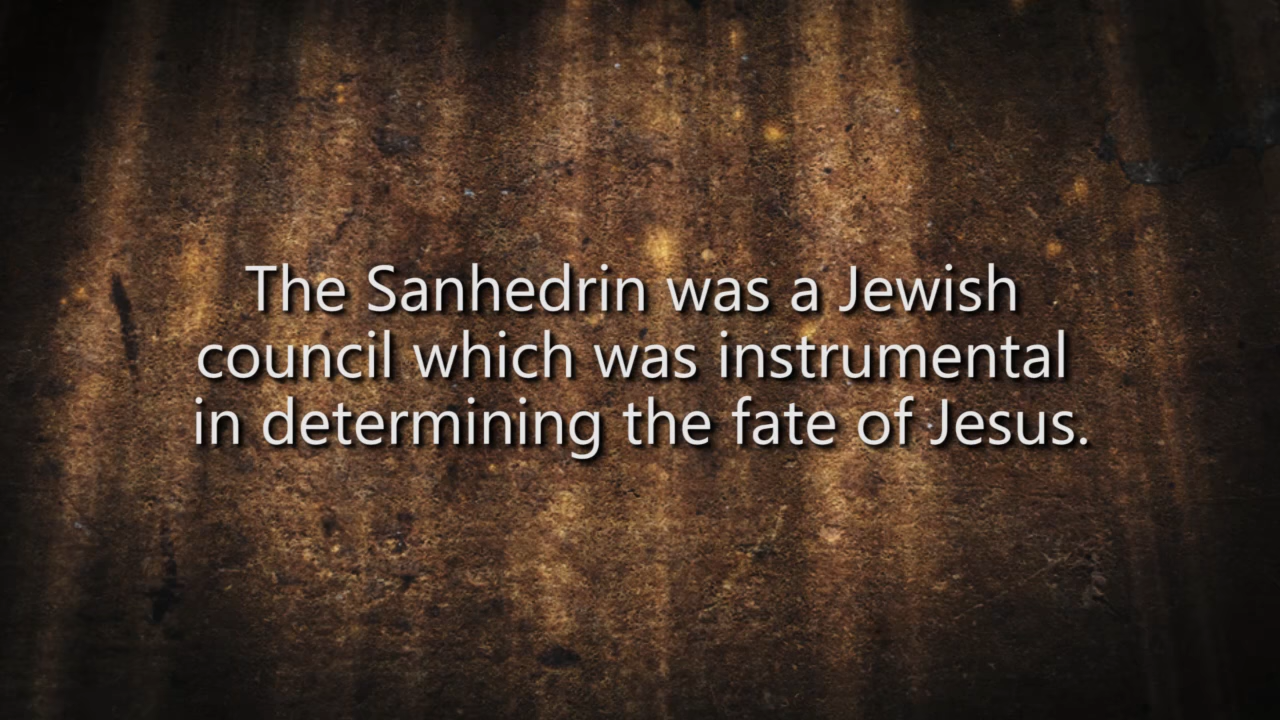 The Sanhedrin was a Jewish
council which was instrumental
in determining the fate of Jesus.